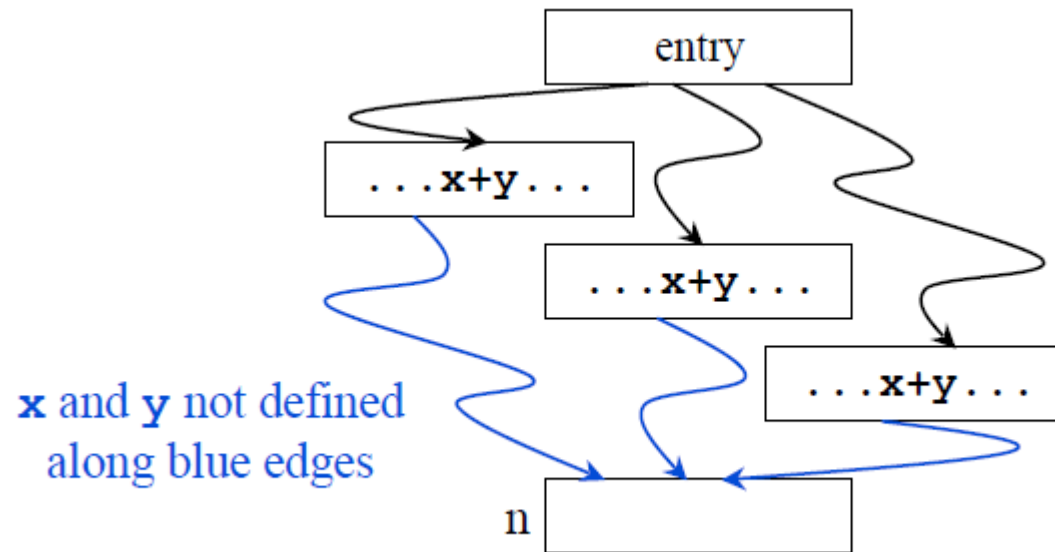 entry
...x+y...
...x+y...
...x+y...
x and y not defined
along blue edges
n